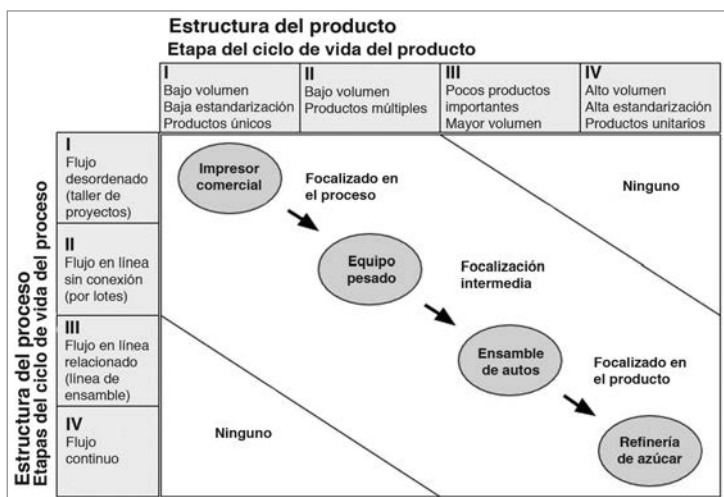 Estructura del producto
Etapa del ciclo de vida del producto
I
Bajo volumen
Baja estandarización
Productos únicos
II
Bajo volumen
Productos múltiples
III
Pocos productos
importantes
Mayor volumen
IV
Alto volumen
Alta estandarización
Productos unitarios
Estructura del proceso
Etapas del ciclo de vida del proceso
I
Flujo
desordenado
(taller de
proyectos)
II
Flujo en línea
sin conexión
(por lotes)
III
Flujo en línea
relacionado
(línea de
ensamble)
IV
Flujo
continuo
Impresor
comercial
Focalizado en
el proceso
Ninguno
Equipo
pesado
Focalización
intermedia
Ensamble
de autos
Focalizado en
el producto
Ninguno
Refinería
de azúcar